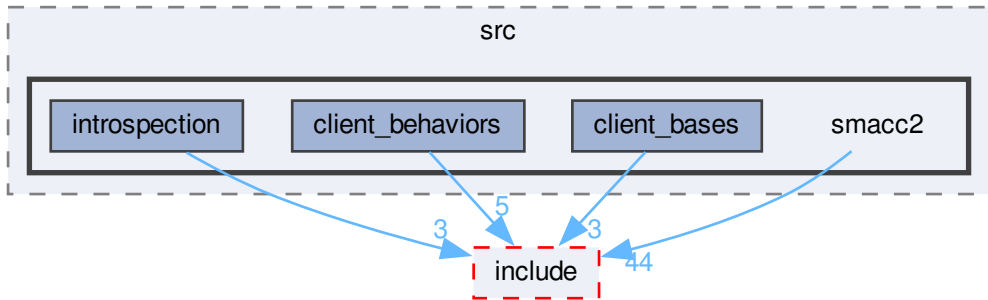 src
introspection
client_behaviors
client_bases
smacc2
3
5
3
44
include